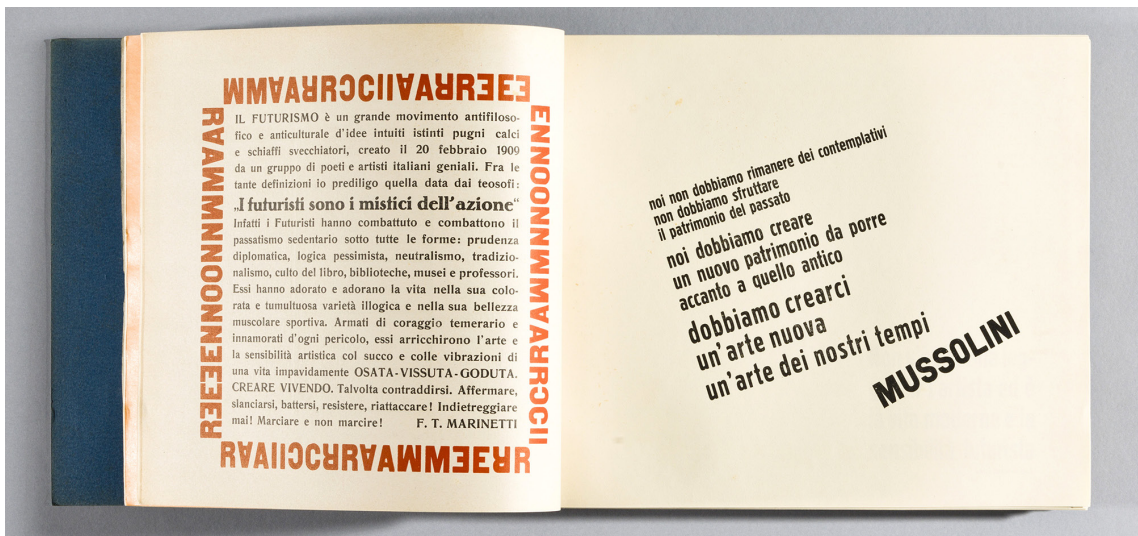 MMAARRCCIIAARREE
ENNOONNMMAARRCCII
RAAIICCRRAAMMEERR
REEENNOONNMMAAR
IL FUTURISMO è un grande movimento antifiloso-
fico e anticulturale d'idee intuiti istinti pugni calci
e schiaffi svecchiatori, creato il 20 febbraio 1909
da un gruppo di poeti e artisti italiani geniali. Fra le
tante definizioni io prediligo quella data dai teosofi:
„I futuristi sono i mistici dell'azione“
Infatti i Futuristi hanno combattuto e combattono il
passatismo sedentario sotto tutte le forme: prudenza
diplomatica, logica pessimista, neutralismo, tradizio-
nalismo, culto del libro, biblioteche, musei e professori.
Essi hanno adorato e adorano la vita nella sua colo-
rata e tumultuosa varietà illogica e nella sua bellezza
muscolare sportiva. Armati di coraggio temerario e
innamorati d'ogni pericolo, essi arricchirono l'arte e
la sensibilità artistica col succo e colle vibrazioni di
una vita impavidamente OSATA-VISSUTA-GODUTA.
CREARE VIVENDO. Talvolta contraddirsi. Affermare,
slanciarsi, battersi, resistere, riattaccare! Indietreggiare
mai! Marciare e non marcire! F. T. MARINETTI
noi non dobbiamo rimanere dei contemplativi
non dobbiamo sfruttare
il patrimonio del passato
noi dobbiamo creare
un nuovo patrimonio da porre
accanto a quello antico
dobbiamo crearci
un'arte nuova
un'arte dei nostri tempi
MUSSOLINI